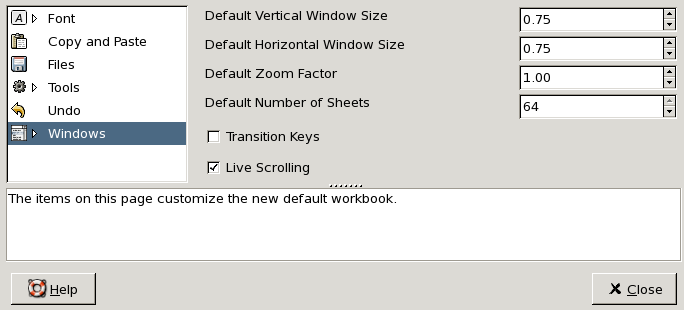 Font
Copy and Paste
Files
Tools
Undo
Windows
Default Vertical Window Size 0.75
Default Horizontal Window Size 0.75
Default Zoom Factor 1.00
Default Number of Sheets 64
Transition Keys
Live Scrolling
The items on this page customize the new default workbook.
Help Close